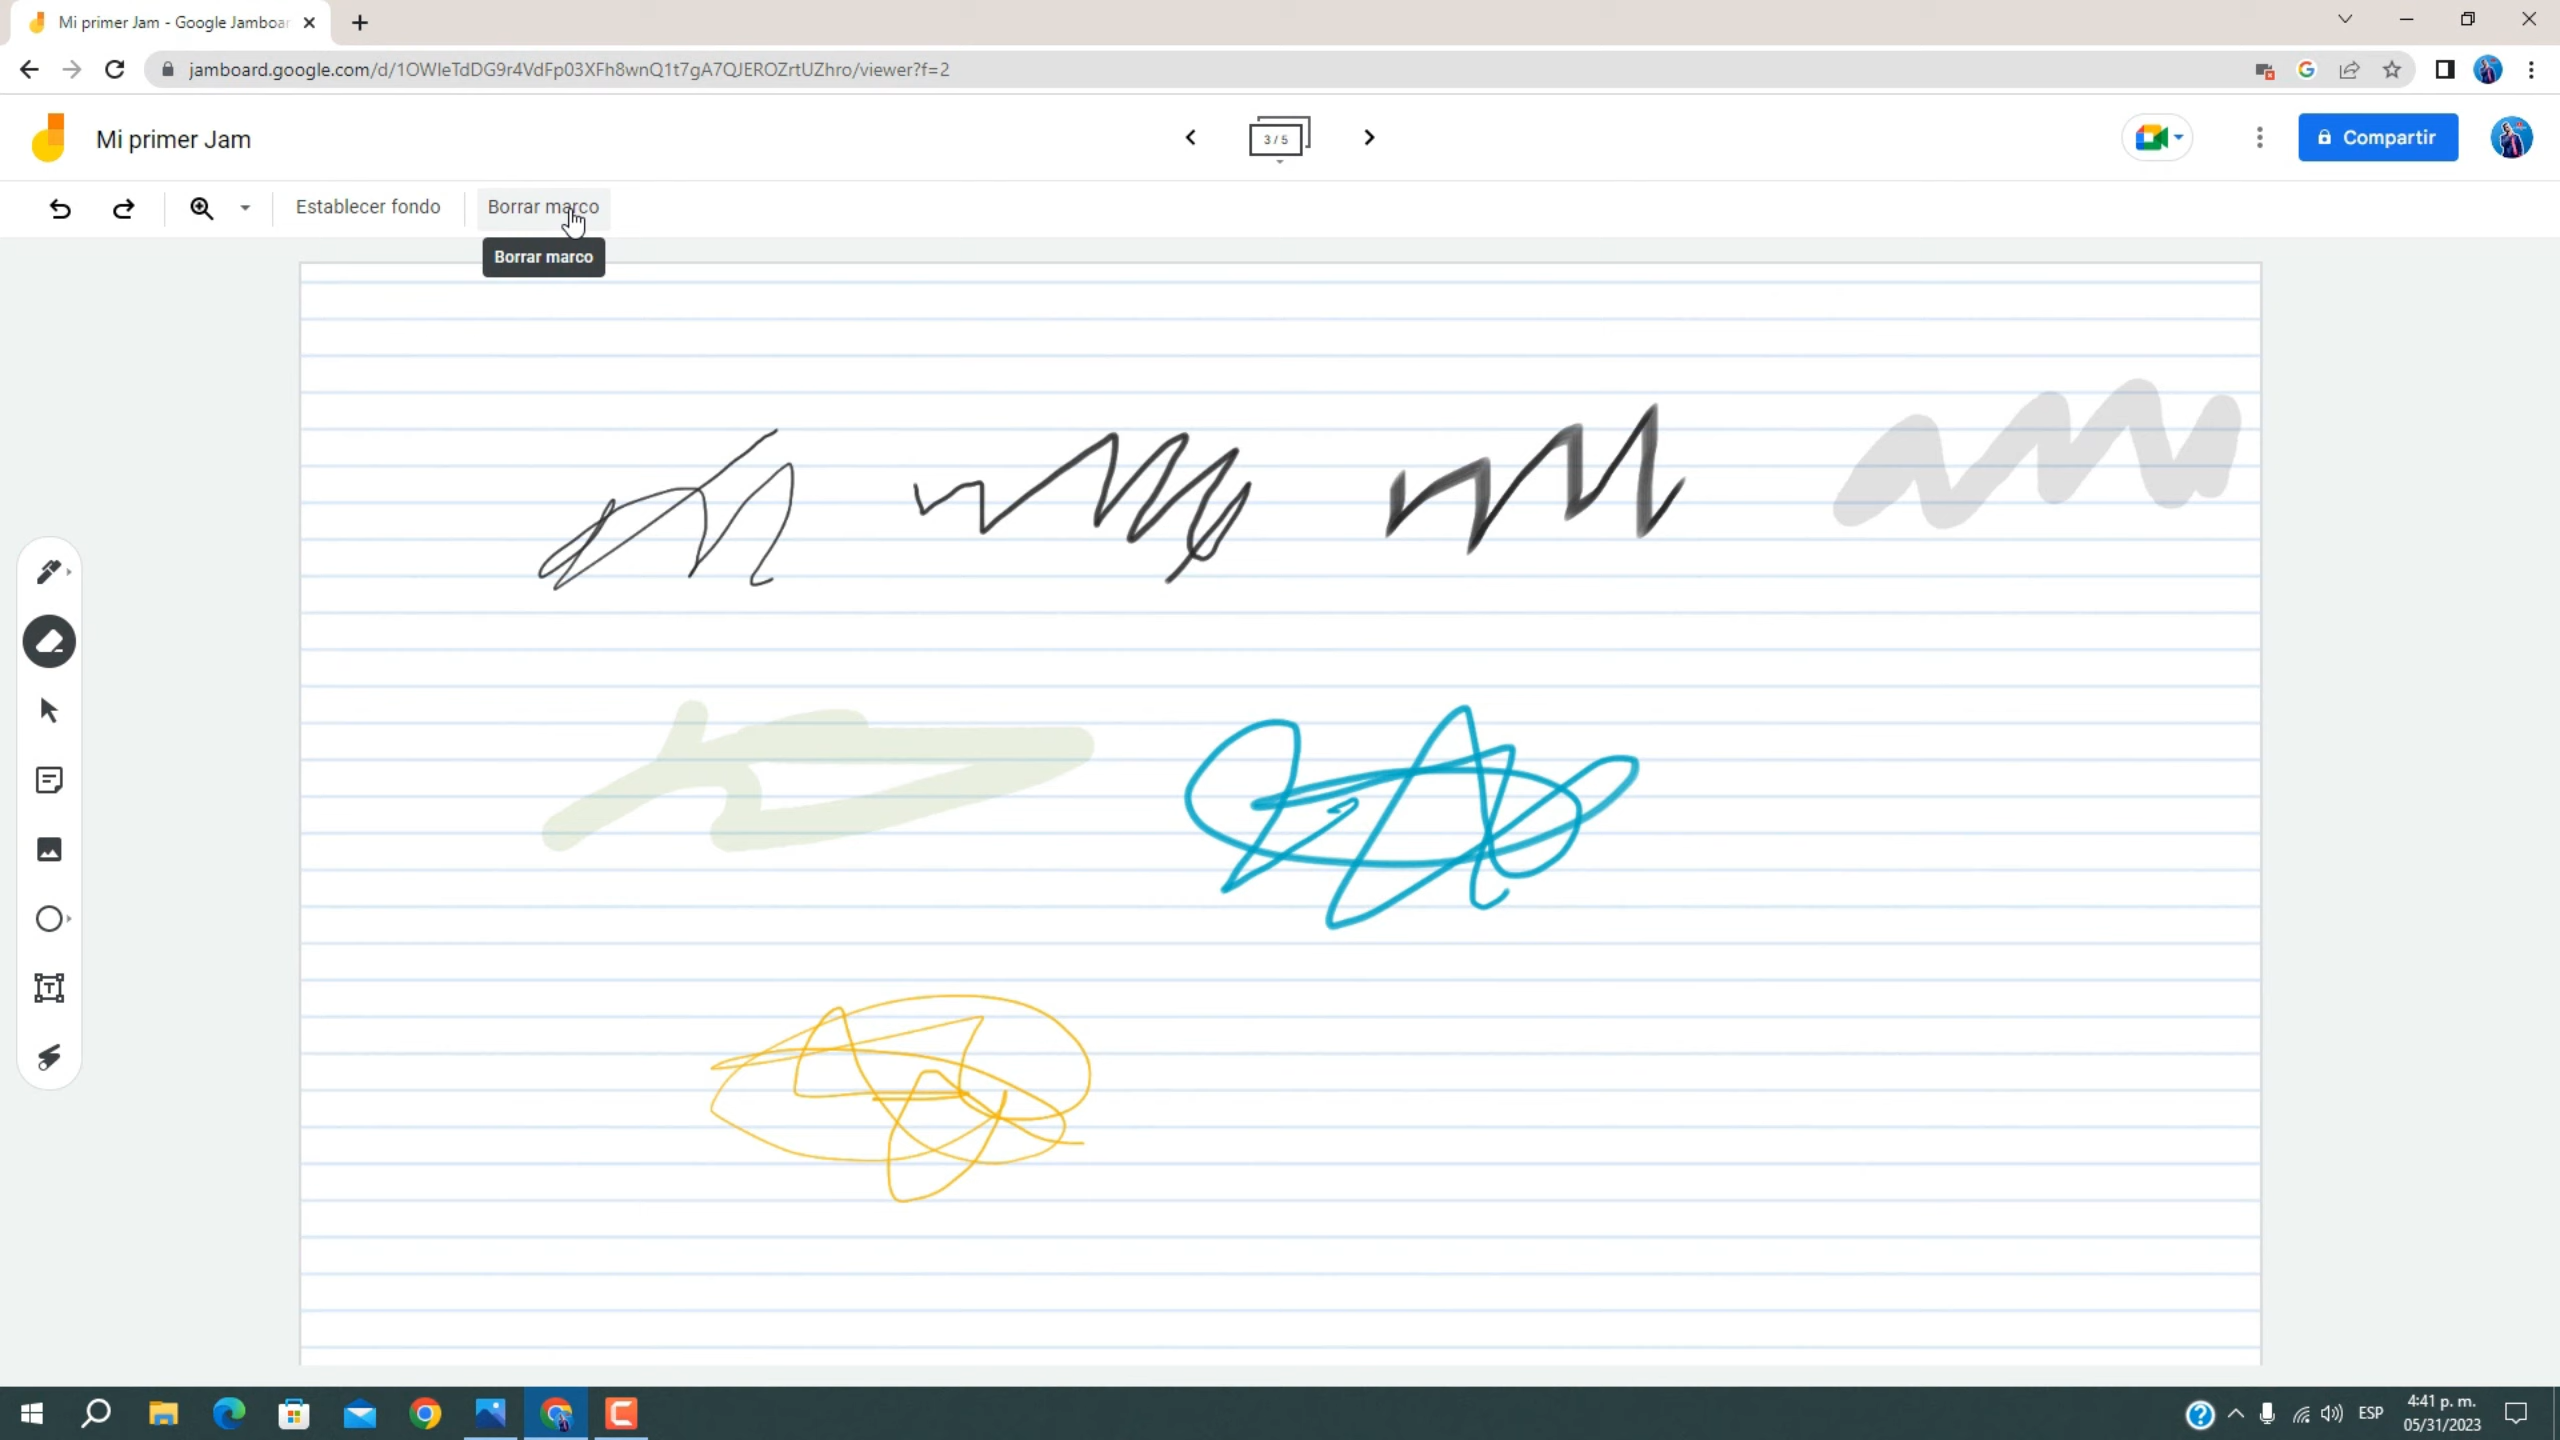 Mi primer Jam - Google Jamboar
jamboard.google.com/d/1OWIeTdDG9r4VdFp03XFh8wnQ1t7gA7QJEROZrtUZhro/viewer?f=2
Mi primer Jam
3 / 5
Compartir
Establecer fondo
Borrar marco
Borrar marco
ESP
4:41 p. m.
05/31/2023